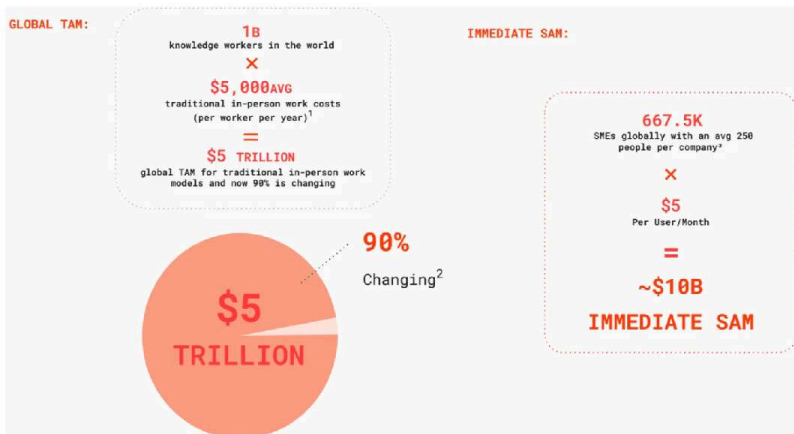 GLOBAL TAM:
1B
knowledge workers in the world
×
$5,000AVG
traditional in-person work costs
(per worker per year)¹
=
$5 TRILLION
global TAM for traditional in-person work
models and now 90% is changing
90%
Changing²
$5
TRILLION
IMMEDIATE SAM:
667.5K
SMEs globally with an avg 250
people per company³
×
$5
Per User/Month
=
~$10B
IMMEDIATE SAM